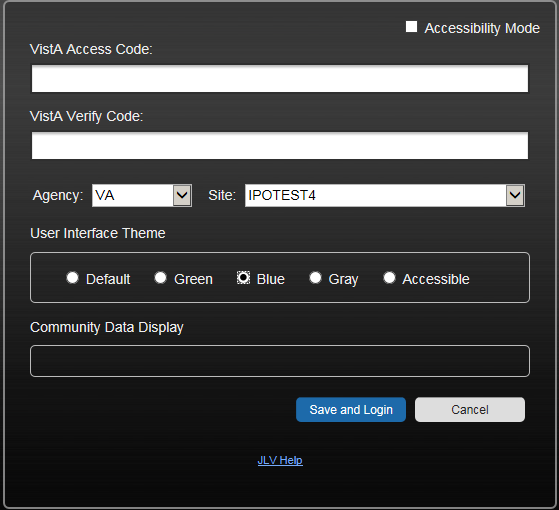 Accessibility Mode
VistA Access Code:
VistA Verify Code:
Agency: VA Site: IPOTEST4
User Interface Theme
Default Green Blue Gray Accessible
Community Data Display
Save and Login Cancel
JLV Help